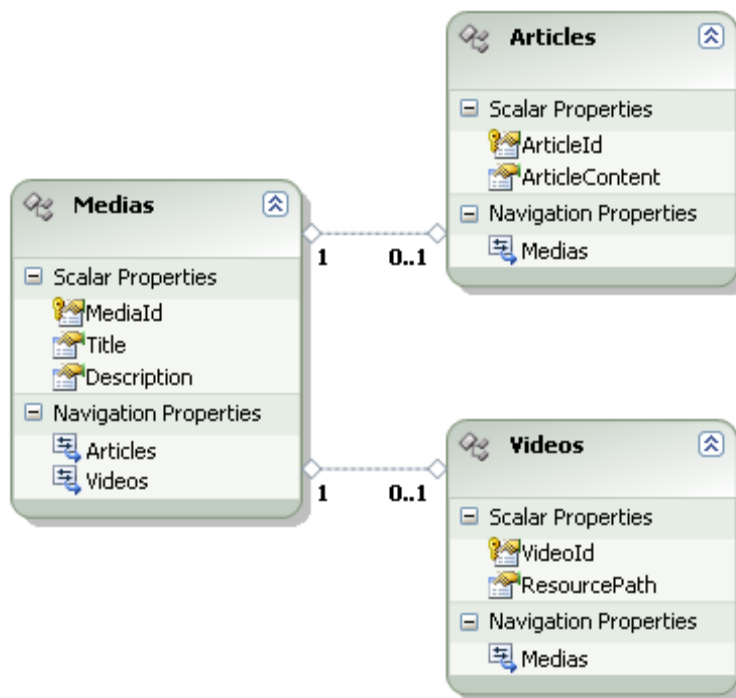 Medias
Scalar Properties
MediaId
Title
Description
Navigation Properties
Articles
Videos
1 0..1
1 0..1
Articles
Scalar Properties
ArticleId
ArticleContent
Navigation Properties
Medias
Videos
Scalar Properties
VideoId
ResourcePath
Navigation Properties
Medias